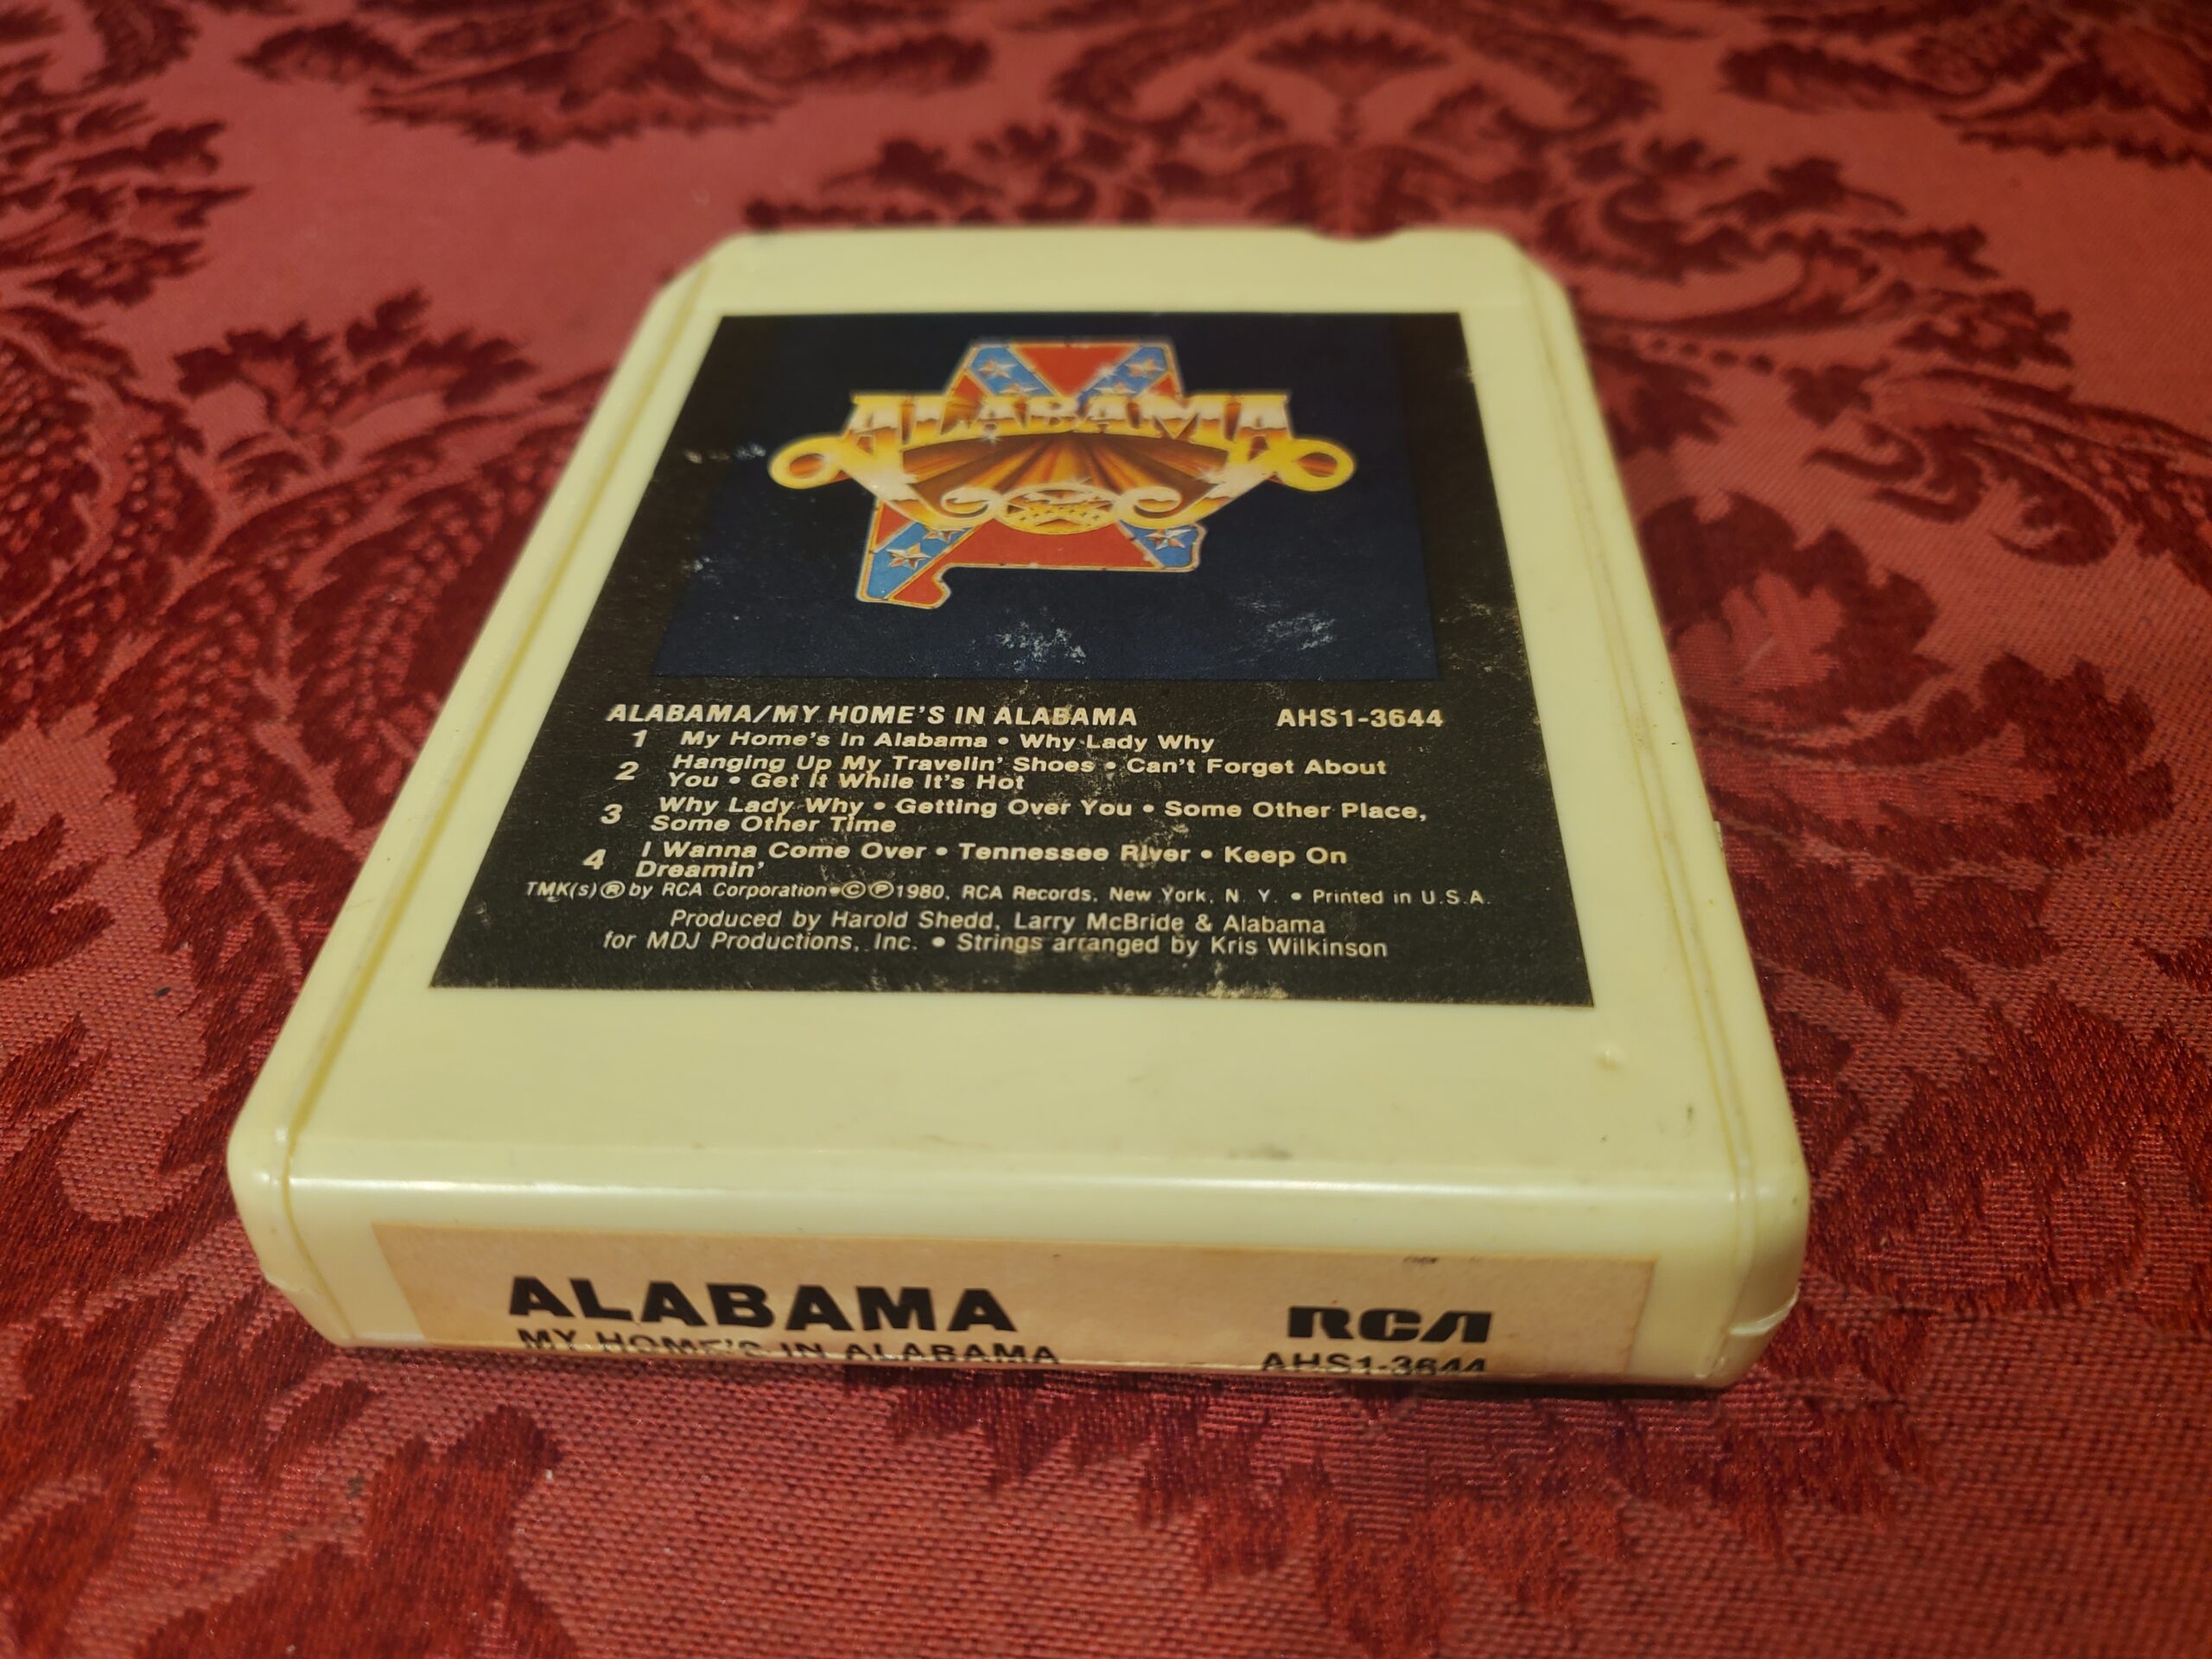 ALABAMA
ALABAMA/MY HOME'S IN ALABAMA AHS1-3644
1 My Home's In Alabama • Why Lady Why
2 Hanging Up My Travelin' Shoes • Can't Forget About
You • Get It While It's Hot
3 Why Lady Why • Getting Over You • Some Other Place,
Some Other Time
4 I Wanna Come Over • Tennessee River • Keep On
Dreamin'
TMK(s)® by RCA Corporation•©℗1980, RCA Records, New York, N. Y. • Printed in U.S.A.
Produced by Harold Shedd, Larry McBride & Alabama
for MDJ Productions, Inc. • Strings arranged by Kris Wilkinson
ALABAMA RCA
MY HOME'S IN ALABAMA AHS1-3644